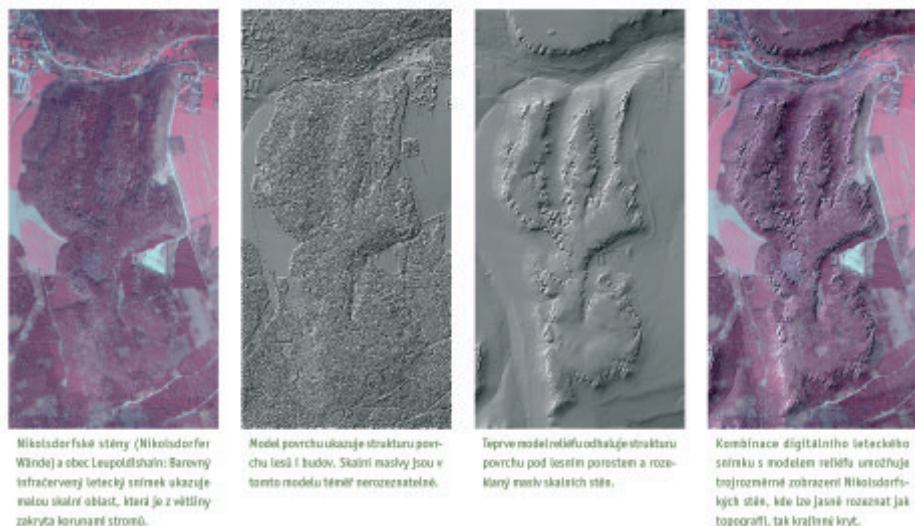 Nikolsdorfské stěny (Nikolsdorfer
Wände) a obec Leupoldishain: Barevný
infračervený letecký snímek ukazuje
malou skalní oblast, která je z většiny
zakryta korunami stromů.
Model povrchu ukazuje strukturu povr-
chu lesů i budov. Skalní masivy jsou v
tomto modelu téměř nerozeznatelné.
Teprve model reliéfu odhaluje strukturu
povrchu pod lesním porostem a roze-
klaný masiv skalních stěn.
Kombinace digitálního leteckého
snímku s modelem reliéfu umožňuje
trojrozměrné zobrazení Nikolsdorfs-
kých stěn, kde lze jasně rozeznat jak
topografii, tak krajinný kryt.